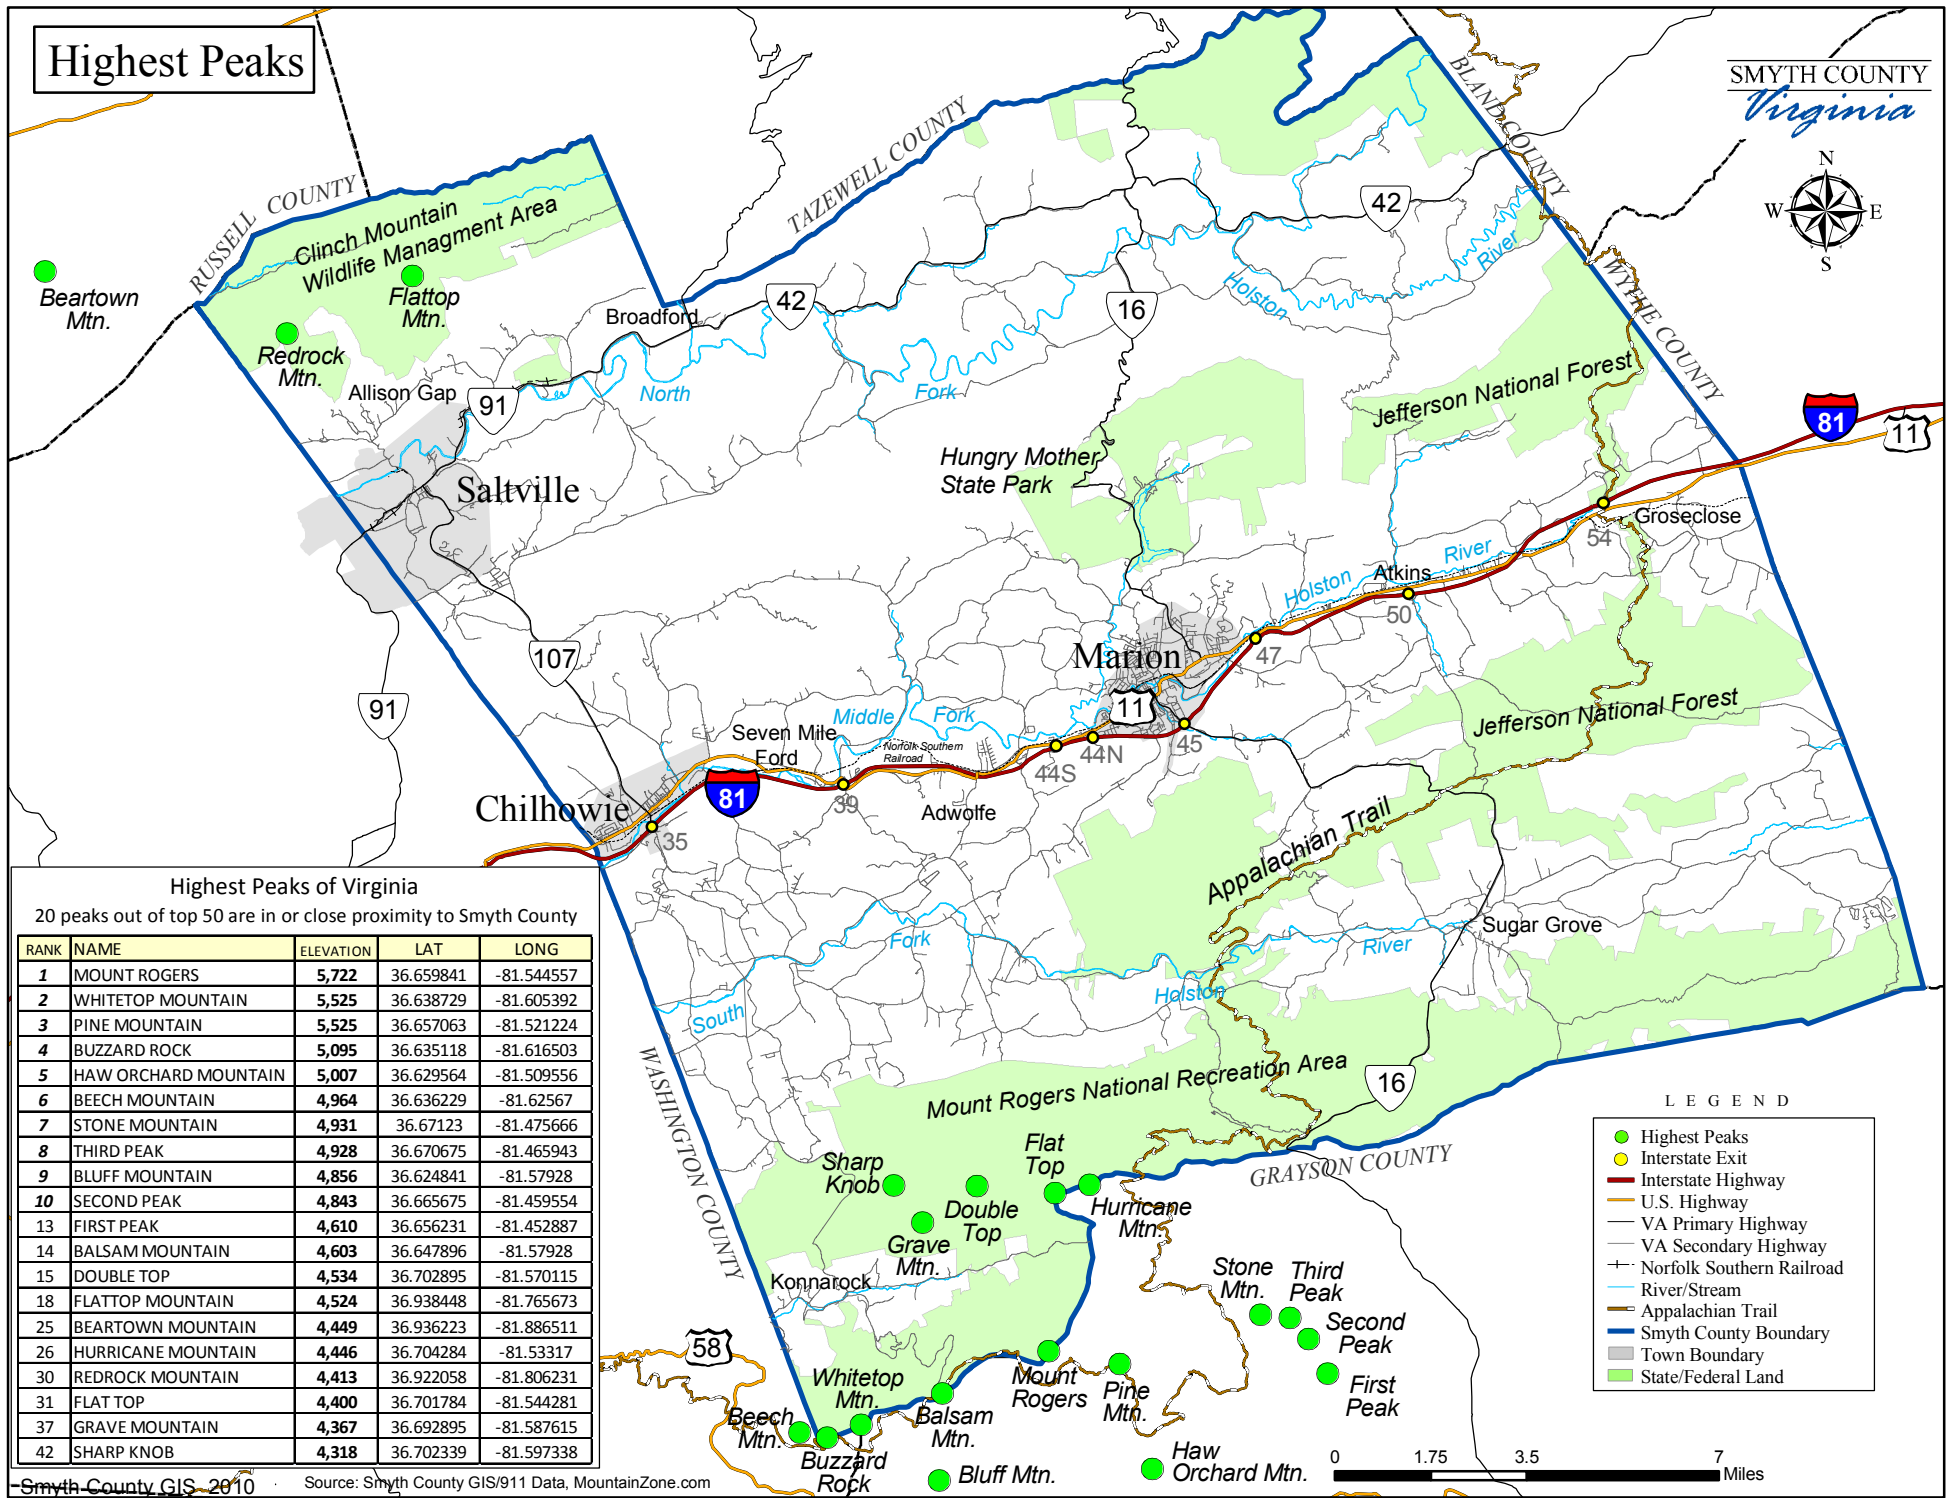 Highest Peaks
SMYTH COUNTY
Virginia
N
W
E
S
RUSSELL COUNTY
TAZEWELL COUNTY
BLAND COUNTY
WYTHE COUNTY
WASHINGTON COUNTY
GRAYSON COUNTY
Clinch Mountain
Wildlife Managment Area
Beartown
Mtn.
Flattop
Mtn.
Redrock
Mtn.
Allison Gap
Broadford
42
42
16
91
North
Fork
Holston
River
Jefferson National Forest
81
11
Hungry Mother
State Park
Saltville
Groseclose
54
River
Holston
Atkins
50
47
Marion
11
107
91
Middle
Fork
Seven Mile
Ford
Norfolk Southern
Railroad
44S
44N
45
Jefferson National Forest
81
39
Chilhowie
35
Adwolfe
Appalachian Trail
Sugar Grove
Fork
River
Holston
South
Mount Rogers National Recreation Area
16
Flat
Top
Sharp
Knob
Double
Top
Grave
Mtn.
Hurricane
Mtn.
Konnarock
Stone
Mtn.
Third
Peak
Second
Peak
First
Peak
58
Whitetop
Mtn.
Mount
Rogers
Pine
Mtn.
Beech
Mtn.
Balsam
Mtn.
Buzzard
Rock
Bluff Mtn.
Haw
Orchard Mtn.
Highest Peaks of Virginia
20 peaks out of top 50 are in or close proximity to Smyth County
RANK NAME ELEVATION LAT LONG
1 MOUNT ROGERS 5,722 36.659841 -81.544557
2 WHITETOP MOUNTAIN 5,525 36.638729 -81.605392
3 PINE MOUNTAIN 5,525 36.657063 -81.521224
4 BUZZARD ROCK 5,095 36.635118 -81.616503
5 HAW ORCHARD MOUNTAIN 5,007 36.629564 -81.509556
6 BEECH MOUNTAIN 4,964 36.636229 -81.62567
7 STONE MOUNTAIN 4,931 36.67123 -81.475666
8 THIRD PEAK 4,928 36.670675 -81.465943
9 BLUFF MOUNTAIN 4,856 36.624841 -81.57928
10 SECOND PEAK 4,843 36.665675 -81.459554
13 FIRST PEAK 4,610 36.656231 -81.452887
14 BALSAM MOUNTAIN 4,603 36.647896 -81.57928
15 DOUBLE TOP 4,534 36.702895 -81.570115
18 FLATTOP MOUNTAIN 4,524 36.938448 -81.765673
25 BEARTOWN MOUNTAIN 4,449 36.936223 -81.886511
26 HURRICANE MOUNTAIN 4,446 36.704284 -81.53317
30 REDROCK MOUNTAIN 4,413 36.922058 -81.806231
31 FLAT TOP 4,400 36.701784 -81.544281
37 GRAVE MOUNTAIN 4,367 36.692895 -81.587615
42 SHARP KNOB 4,318 36.702339 -81.597338
Smyth County GIS 2010
Source: Smyth County GIS/911 Data, MountainZone.com
LEGEND
Highest Peaks
Interstate Exit
Interstate Highway
U.S. Highway
VA Primary Highway
VA Secondary Highway
Norfolk Southern Railroad
River/Stream
Appalachian Trail
Smyth County Boundary
Town Boundary
State/Federal Land
0 1.75 3.5 7
Miles